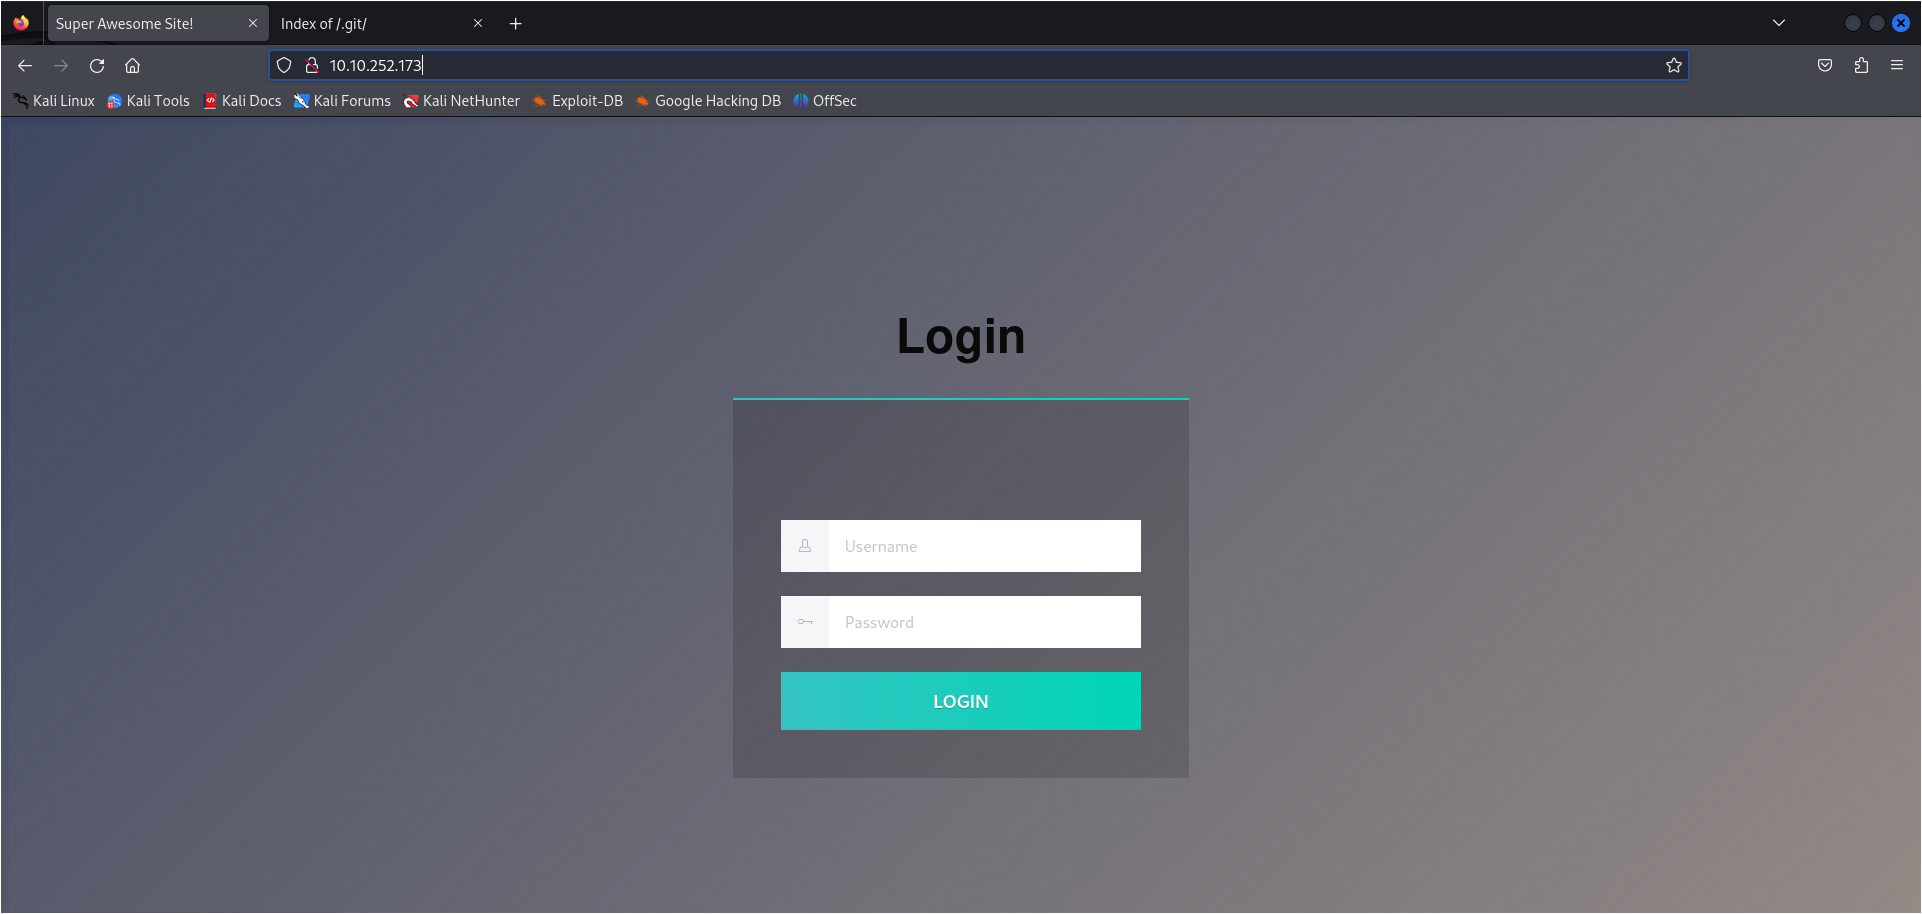 Super Awesome Site! Index of /.git/
10.10.252.173
Kali Linux Kali Tools Kali Docs Kali Forums Kali NetHunter Exploit-DB Google Hacking DB OffSec
Login
Username
Password
LOGIN